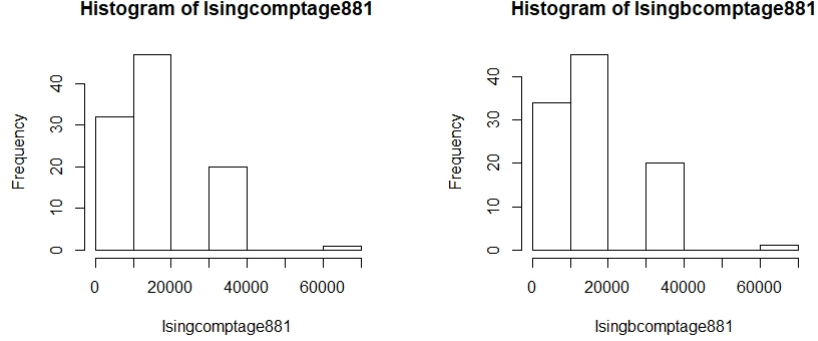 Histogram of Isingcomptage881
Frequency
40
30
20
10
0
0 20000 40000 60000
Isingcomptage881
Histogram of Isingbcomptage881
Frequency
40
30
20
10
0
0 20000 40000 60000
Isingbcomptage881